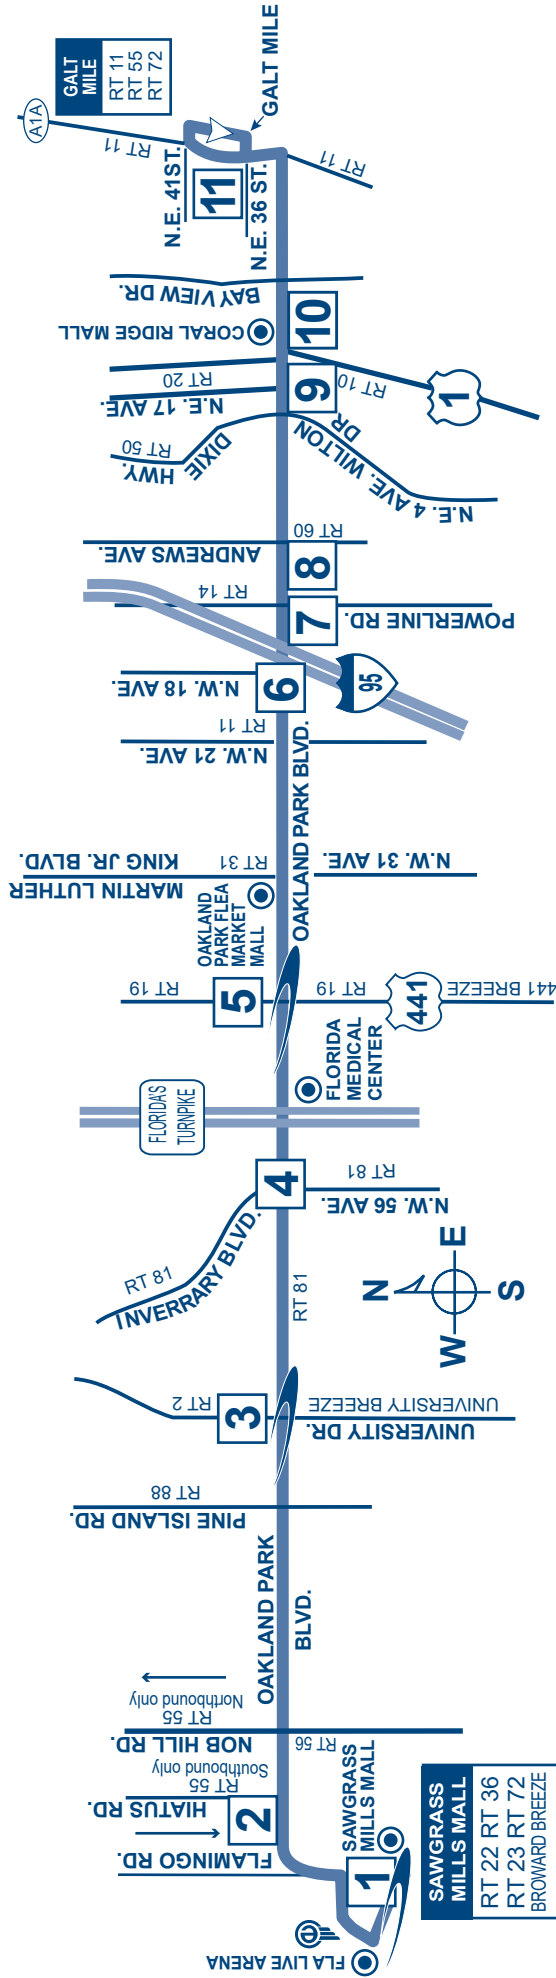 A1A
GALT
MILE
RT 11
RT 55
RT 72
RT 11
N.E. 41ST.
GALT MILE
11
N.E. 36 ST.
RT 11
BAY VIEW DR.
CORAL RIDGE MALL
10
RT 20
N.E. 17 AVE.
9
RT 10
1
RT 50
DIXIE
HWY.
N.E. 4 AVE. WILTON
DR
RT 60
ANDREWS AVE.
8
RT 14
7
POWERLINE RD.
N.W. 18 AVE.
6
95
RT 11
N.W. 21 AVE.
OAKLAND PARK BLVD.
RT 31
MARTIN LUTHER
KING JR. BLVD.
N.W. 31 AVE.
OAKLAND
PARK FLEA
MARKET
MALL
RT 19
5
RT 19
441
441 BREEZE
FLORIDA
MEDICAL
CENTER
FLORIDA'S
TURNPIKE
4
RT 81
N.W. 56 AVE.
RT 81
INVERRARY BLVD.
RT 81
N
E
S
W
RT 2
3
UNIVERSITY BREEZE
UNIVERSITY DR.
RT 88
PINE ISLAND RD.
OAKLAND PARK
BLVD.
Northbound only
RT 55
NOB HILL RD.
RT 56
Southbound only
RT 55
HIATUS RD.
2
FLAMINGO RD.
SAWGRASS
MILLS MALL
1
FLA LIVE ARENA
SAWGRASS
MILLS MALL
RT 22 RT 36
RT 23 RT 72
BROWARD BREEZE